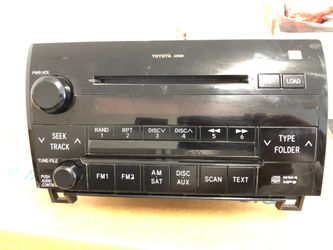 TOYOTA
PWR·VOL
LOAD
RAND RPT DISC∨ DISC∧ ◀◀ ▶▶
1 2 3 4 5 6
SEEK TRACK
TYPE FOLDER
TUNE·FILE
PUSH AUDIO CONTROL
FM1 FM2 AM SAT DISC AUX SCAN TEXT
WMA
MP3